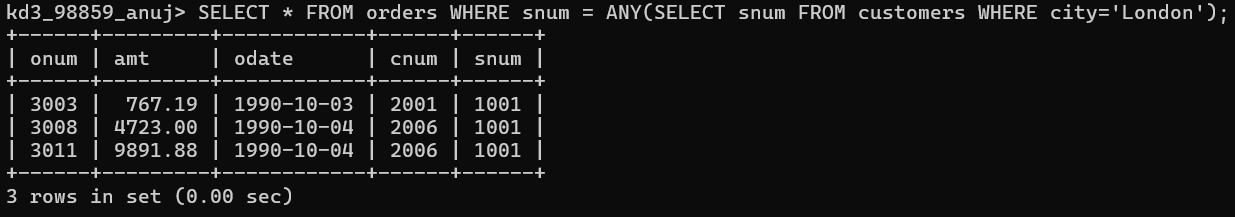 kd3_98859_anuj> SELECT * FROM orders WHERE snum = ANY(SELECT snum FROM customers WHERE city='London');
+------+---------+------------+------+------+
| onum | amt     | odate      | cnum | snum |
+------+---------+------------+------+------+
| 3003 |  767.19 | 1990-10-03 | 2001 | 1001 |
| 3008 | 4723.00 | 1990-10-04 | 2006 | 1001 |
| 3011 | 9891.88 | 1990-10-04 | 2006 | 1001 |
+------+---------+------------+------+------+
3 rows in set (0.00 sec)